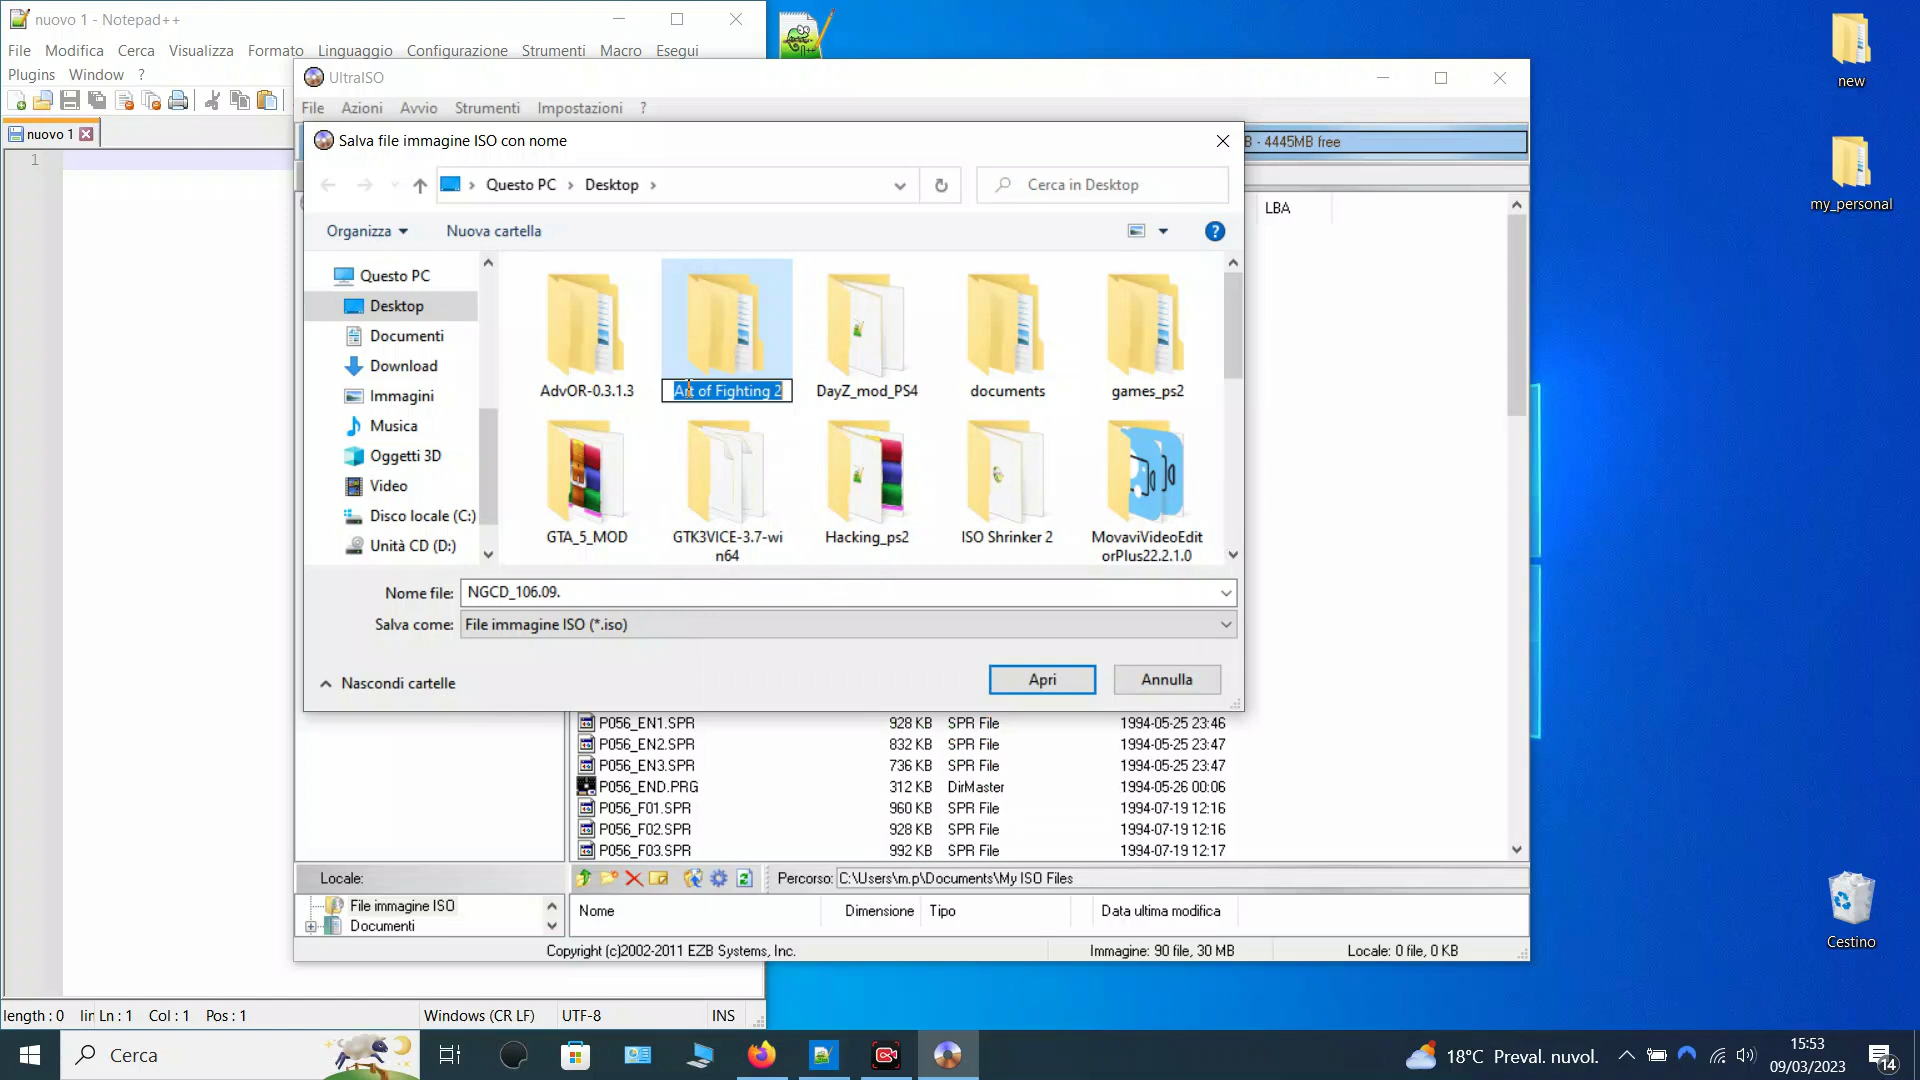 nuovo 1 - Notepad++
File Modifica Cerca Visualizza Formato Linguaggio Configurazione Strumenti Macro Esegui
Plugins Window ?
nuovo 1
1
UltraISO
File Azioni Avvio Strumenti Impostazioni ?
B - 4445MB free
Salva file immagine ISO con nome
Questo PC › Desktop ›
Cerca in Desktop
Organizza
Nuova cartella
Questo PC
Desktop
Documenti
Download
Immagini
Musica
Oggetti 3D
Video
Disco locale (C:)
Unità CD (D:)
AdvOR-0.3.1.3
Art of Fighting 2
DayZ_mod_PS4
documents
games_ps2
GTA_5_MOD
GTK3VICE-3.7-wi
n64
Hacking_ps2
ISO Shrinker 2
MovaviVideoEdit
orPlus22.2.1.0
Nome file: NGCD_106.09.
Salva come: File immagine ISO (*.iso)
Nascondi cartelle
Apri
Annulla
LBA
P056_EN1.SPR 928 KB SPR File 1994-05-25 23:46
P056_EN2.SPR 832 KB SPR File 1994-05-25 23:47
P056_EN3.SPR 736 KB SPR File 1994-05-25 23:47
P056_END.PRG 312 KB DirMaster 1994-05-26 00:06
P056_F01.SPR 960 KB SPR File 1994-07-19 12:16
P056_F02.SPR 928 KB SPR File 1994-07-19 12:16
P056_F03.SPR 992 KB SPR File 1994-07-19 12:17
Locale:
Percorso: C:\Users\m.p\Documents\My ISO Files
File immagine ISO
Documenti
Nome Dimensione Tipo Data ultima modifica
Copyright (c)2002-2011 EZB Systems, Inc.
Immagine: 90 file, 30 MB
Locale: 0 file, 0 KB
length : 0 lin Ln : 1 Col : 1 Pos : 1
Windows (CR LF)
UTF-8
INS
new
my_personal
Cestino
Cerca
18°C Preval. nuvol.
15:53
09/03/2023
14